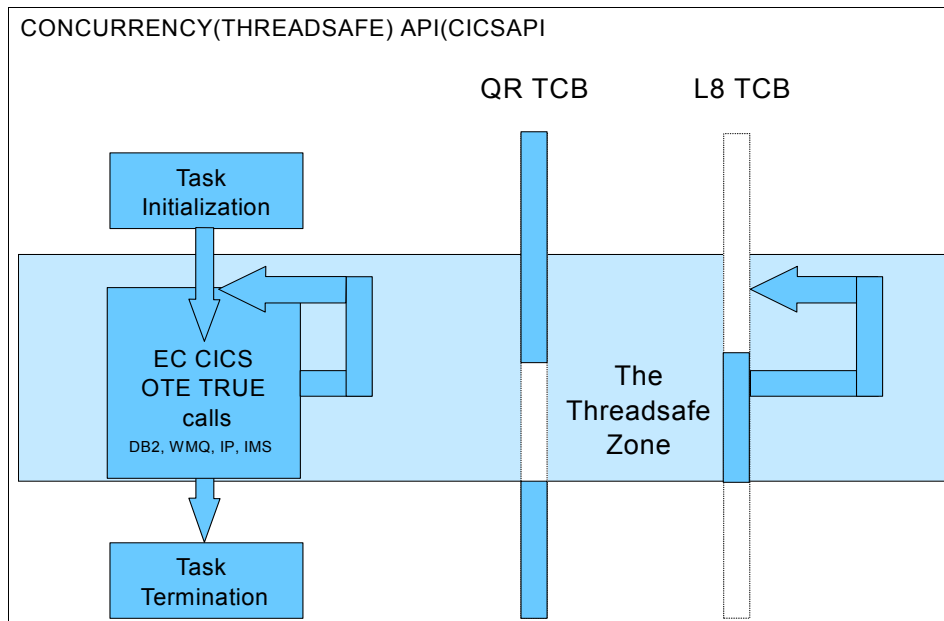 CONCURRENCY(THREADSAFE) API(CICSAPI
QR TCB
L8 TCB
Task
Initialization
EC CICS
OTE TRUE
calls
DB2, WMQ, IP, IMS
The
Threadsafe
Zone
Task
Termination